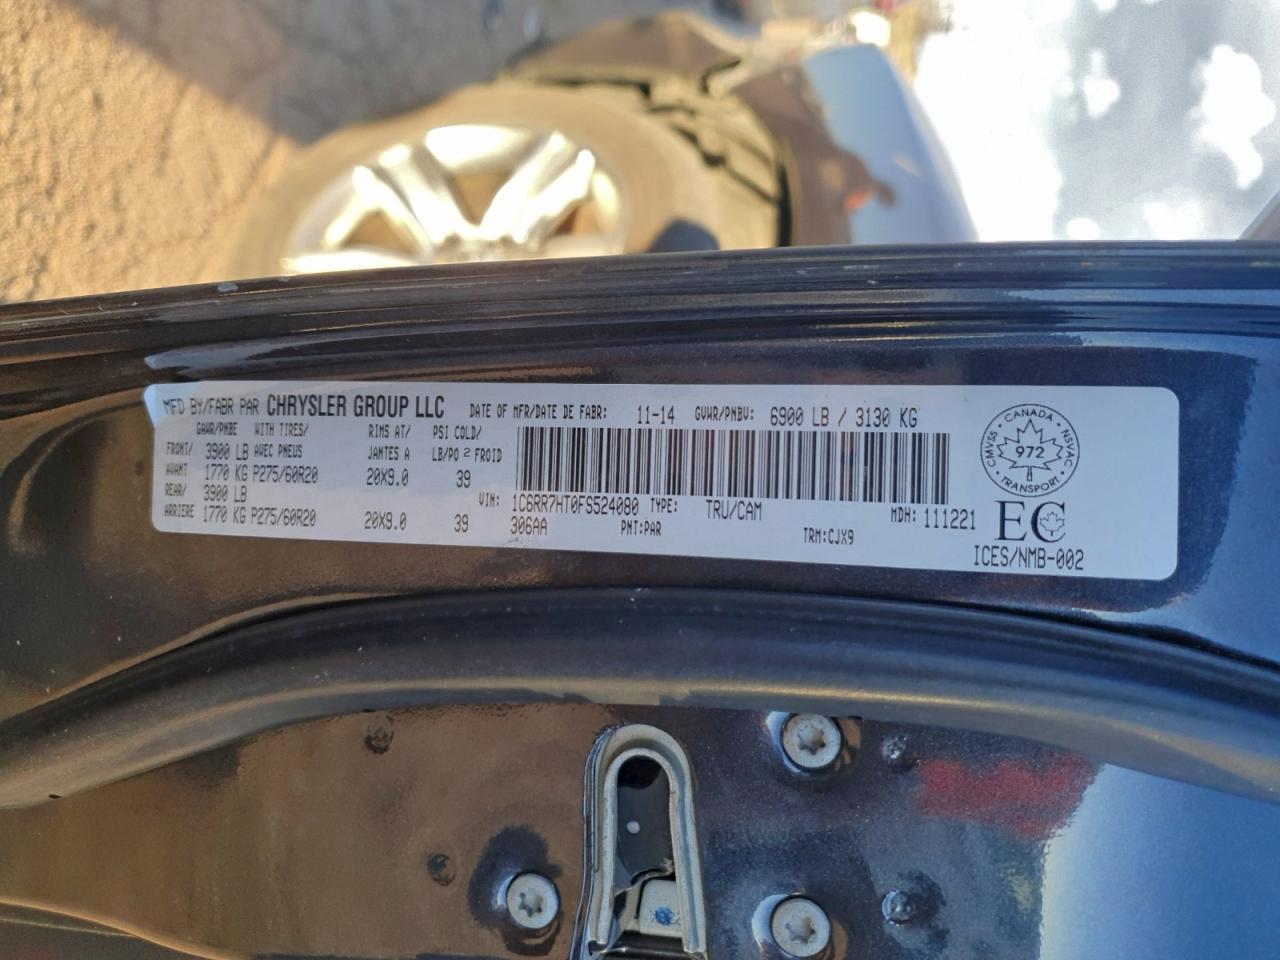 MFD BY/FABR PAR CHRYSLER GROUP LLC DATE OF MFR/DATE DE FABR: 11-14 GVWR/PNBV: 6900 LB / 3130 KG
GAWR/PNBE WITH TIRES/ RIMS AT/ PSI COLD/
FRONT/ 3900 LB AVEC PNEUS JANTES A LB/PO 2 FROID
AVANT 1770 KG P275/60R20 20X9.0 39
REAR/ 3900 LB
ARRIERE 1770 KG P275/60R20 20X9.0 39
VIN: 1C6RR7HT0FS524080 TYPE: TRU/CAM MDH: 111221
306AA PNT:PAR TRM:CJX9
CANADA
CMVSS 972 NSVAC
TRANSPORT
EC
ICES/NMB-002